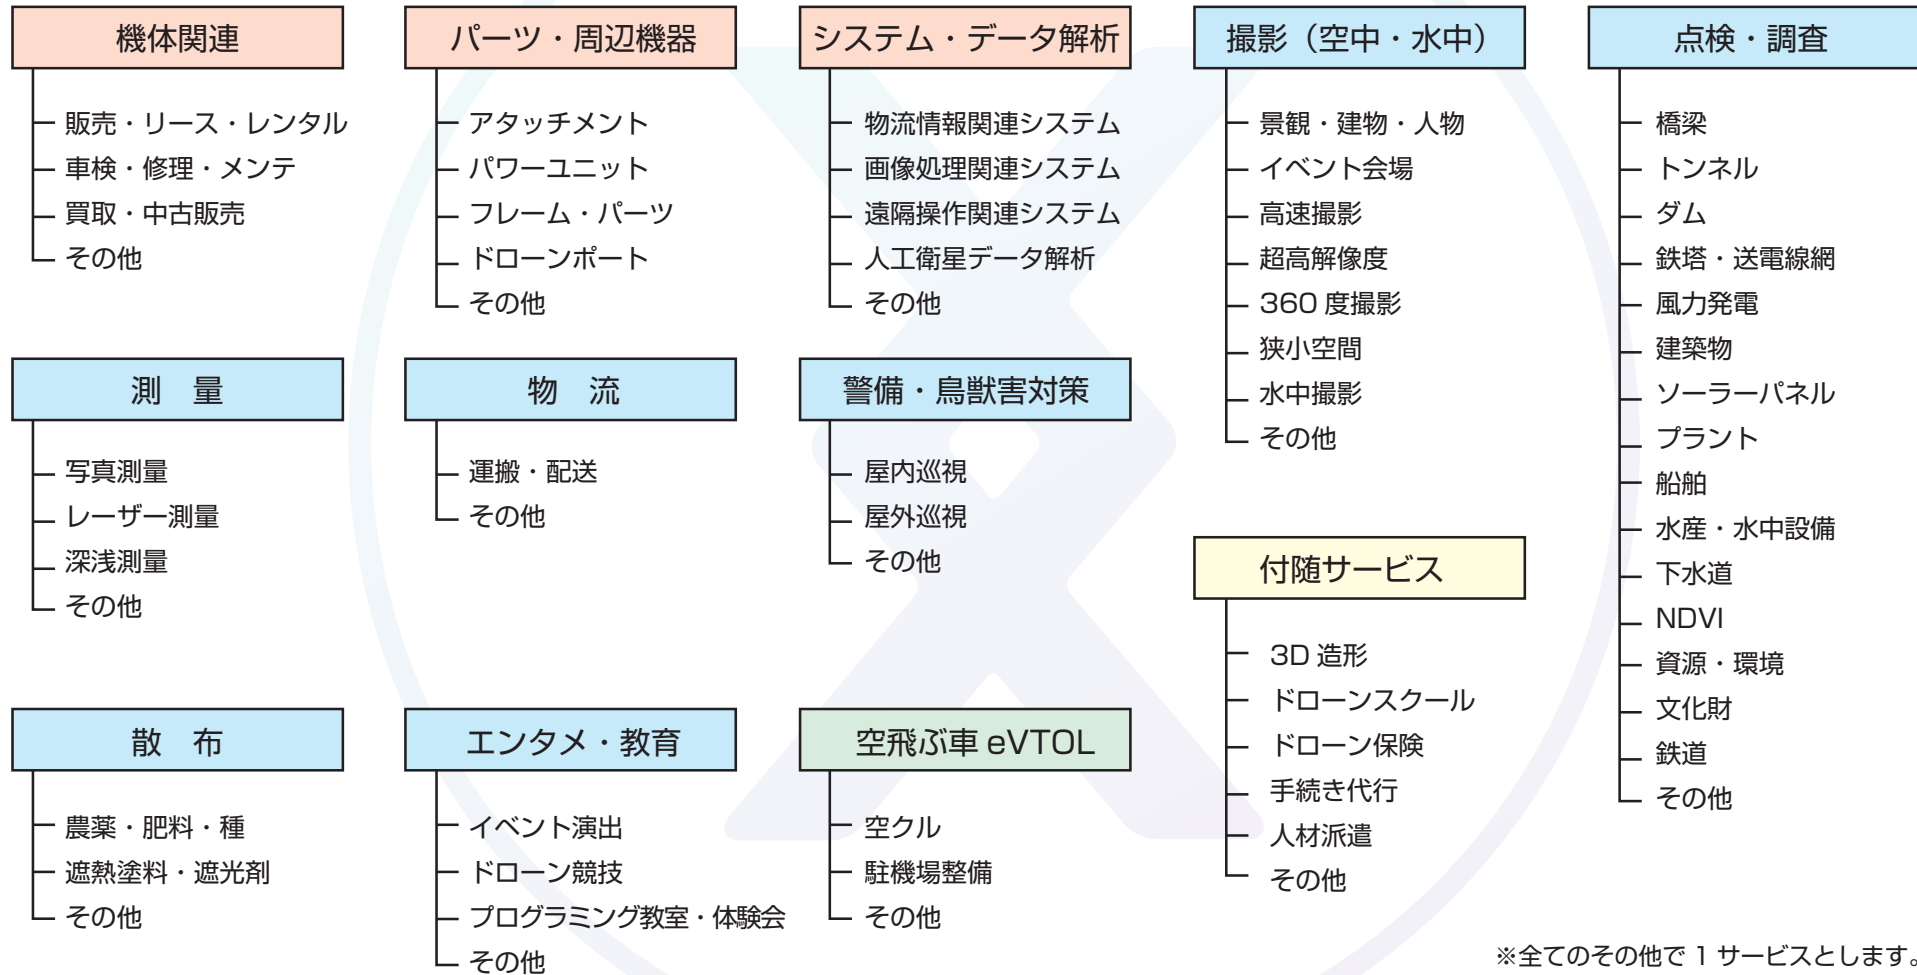 機体関連
販売・リース・レンタル
車検・修理・メンテ
買取・中古販売
その他
パーツ・周辺機器
アタッチメント
パワーユニット
フレーム・パーツ
ドローンポート
その他
システム・データ解析
物流情報関連システム
画像処理関連システム
遠隔操作関連システム
人工衛星データ解析
その他
撮影（空中・水中）
景観・建物・人物
イベント会場
高速撮影
超高解像度
360 度撮影
狭小空間
水中撮影
その他
点検・調査
橋梁
トンネル
ダム
鉄塔・送電線網
風力発電
建築物
ソーラーパネル
プラント
船舶
水産・水中設備
下水道
NDVI
資源・環境
文化財
鉄道
その他
測　量
写真測量
レーザー測量
深浅測量
その他
物　流
運搬・配送
その他
警備・鳥獣害対策
屋内巡視
屋外巡視
その他
付随サービス
3D 造形
ドローンスクール
ドローン保険
手続き代行
人材派遣
その他
散　布
農薬・肥料・種
遮熱塗料・遮光剤
その他
エンタメ・教育
イベント演出
ドローン競技
プログラミング教室・体験会
その他
空飛ぶ車 eVTOL
空クル
駐機場整備
その他
※全てのその他で 1 サービスとします。